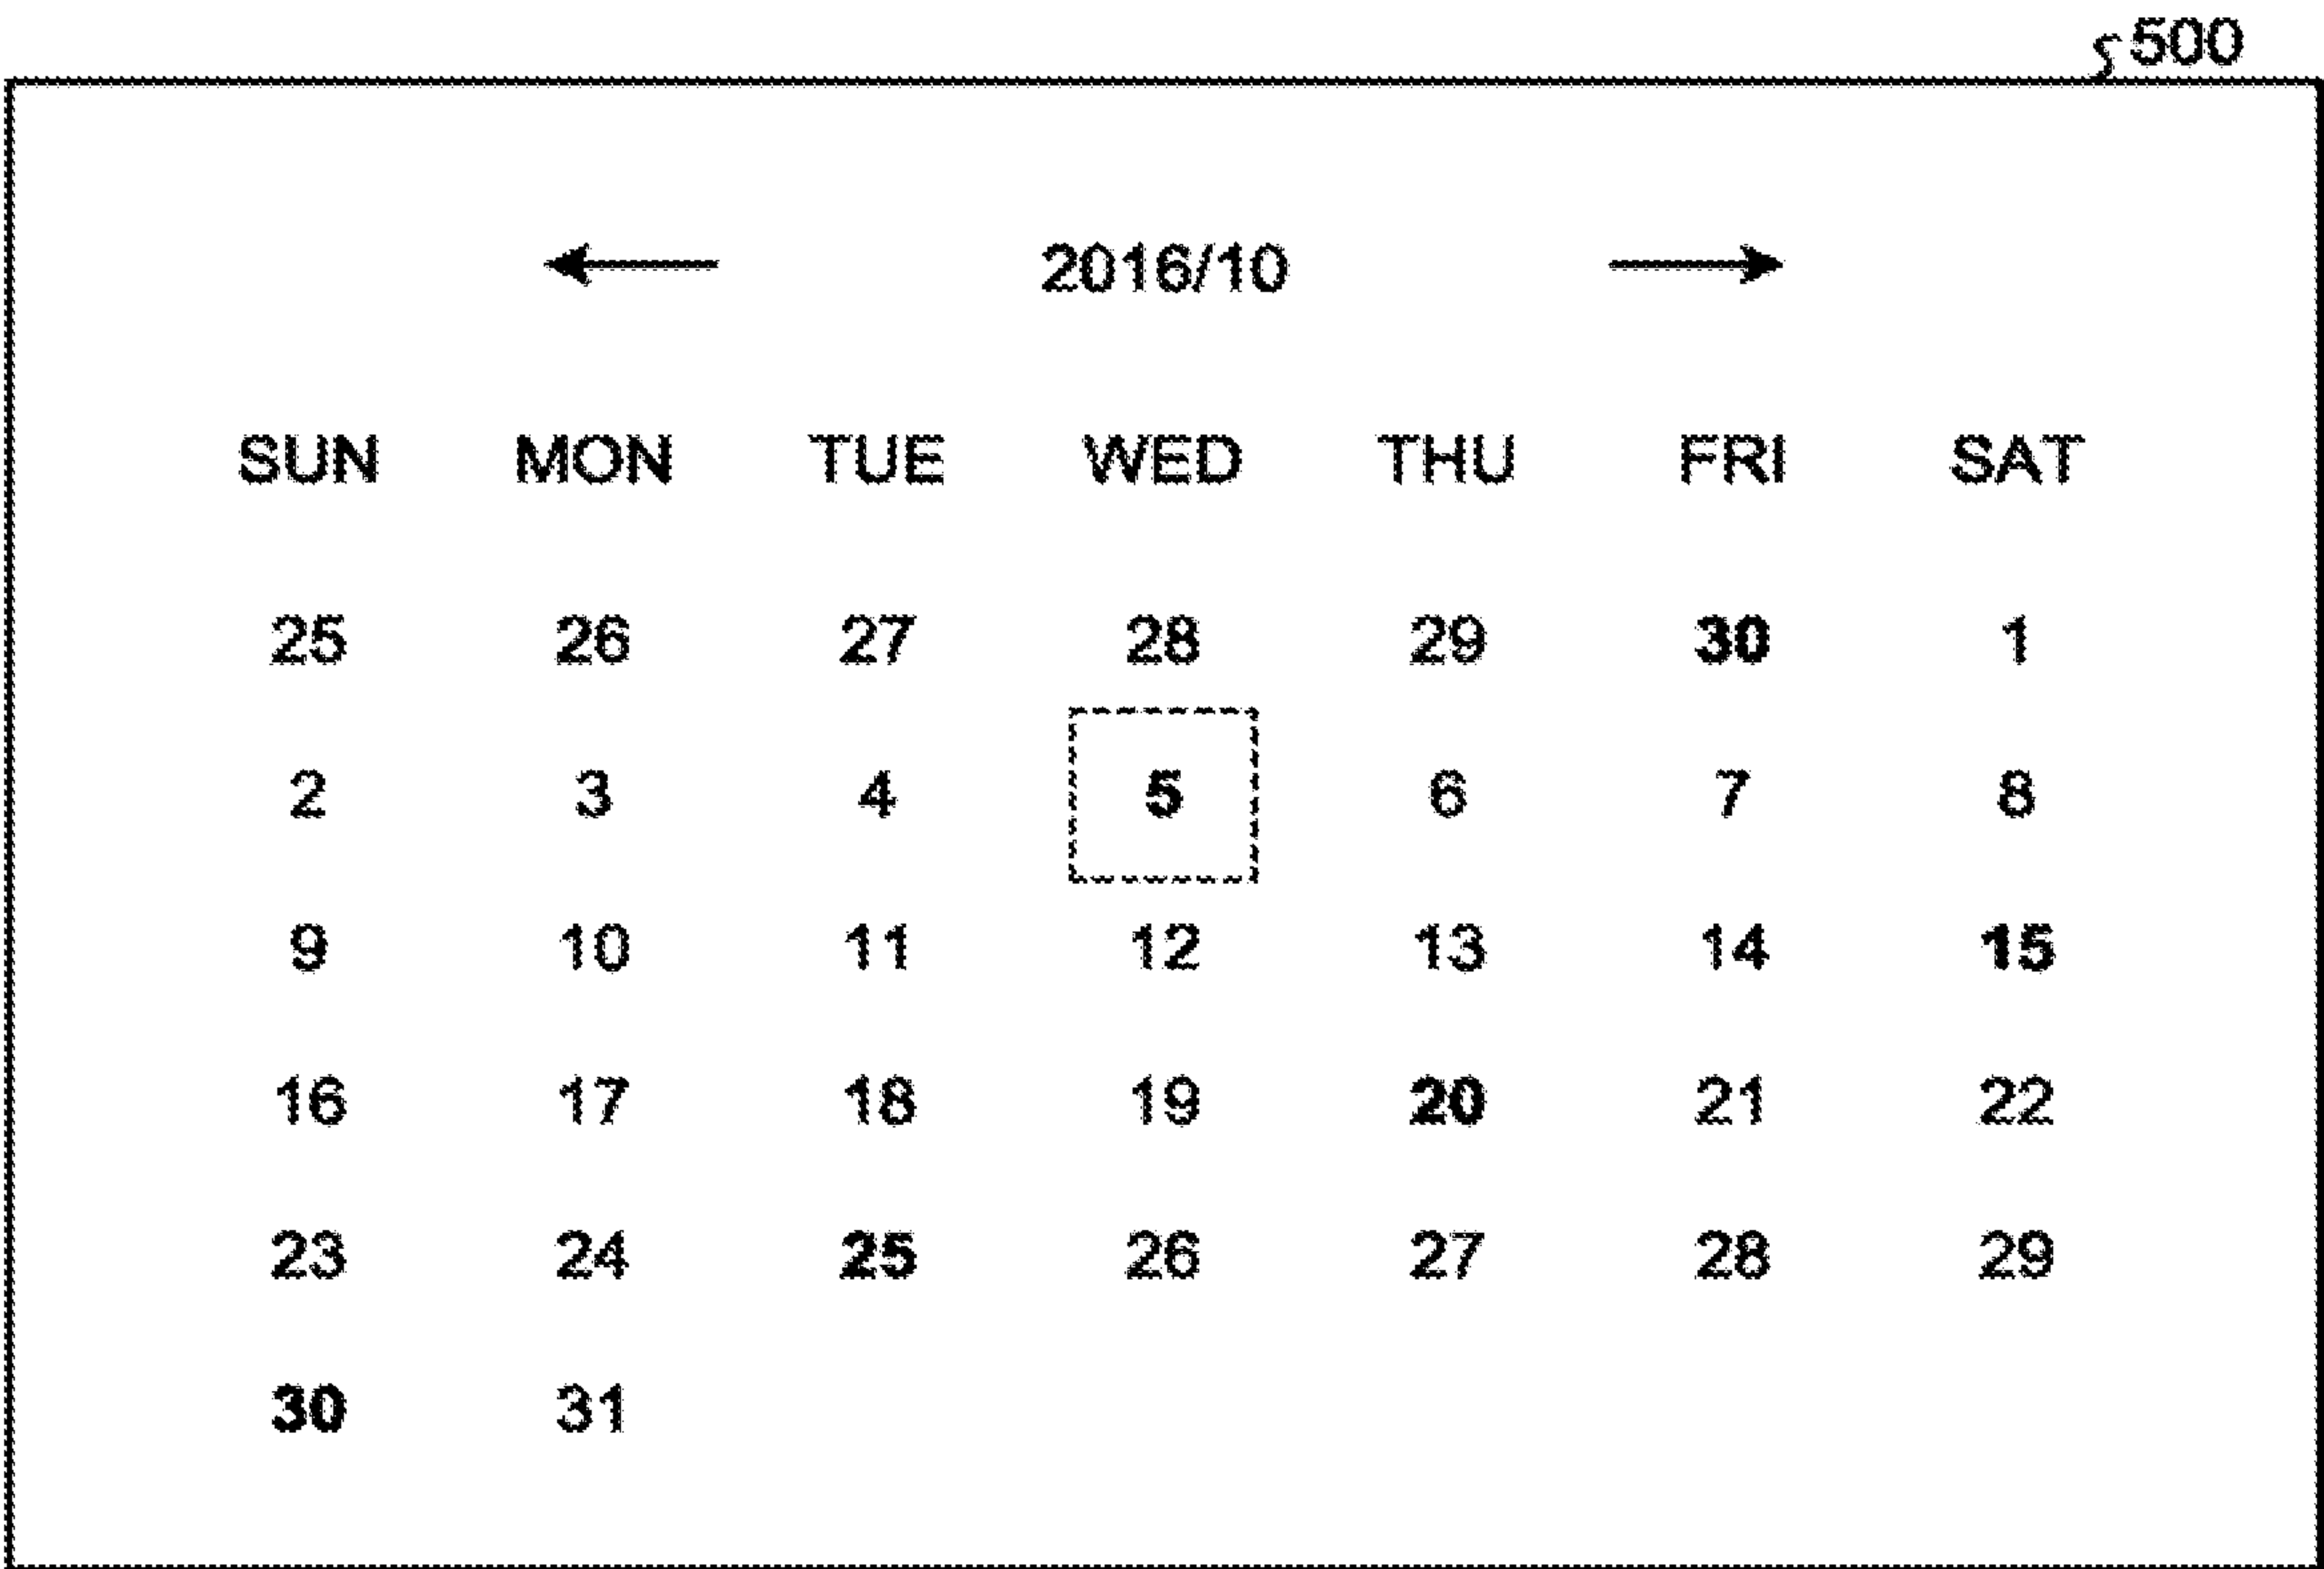 500
2016/10
SUN MON TUE WED THU FRI SAT
25 26 27 28 29 30 1
2 3 4 5 6 7 8
9 10 11 12 13 14 15
16 17 18 19 20 21 22
23 24 25 26 27 28 29
30 31